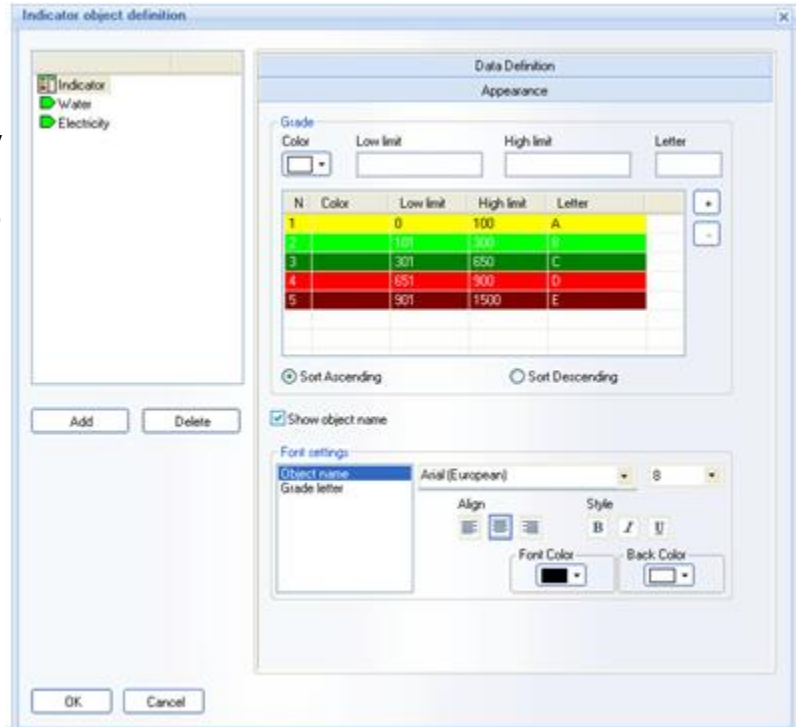 Indicator object definition
Indicator
Water
Electricity
Add Delete
Data Definition
Appearance
Grade
Color Low limit High limit Letter
N Color Low limit High limit Letter
1 0 100 A
2 101 300 B
3 301 650 C
4 651 900 D
5 901 1500 E
+
-
Sort Ascending Sort Descending
Show object name
Font settings
Object name
Grade letter
Arial (European) 8
Align Style
B I U
Font Color Back Color
OK Cancel